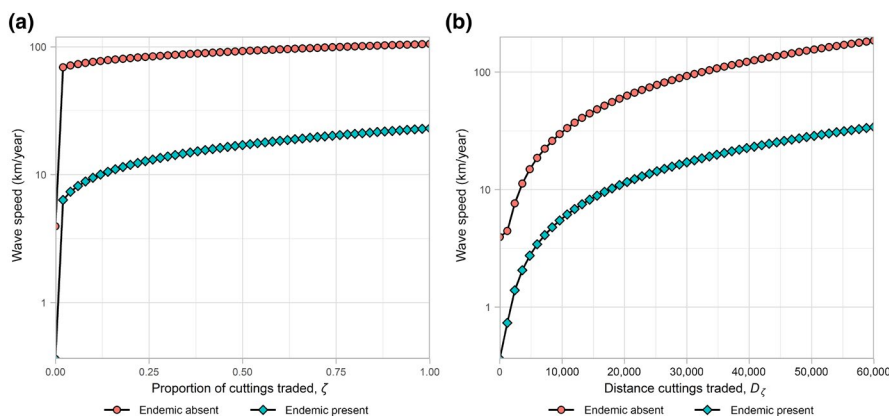 (a)
100
10
1
Wave speed (km/year)
0.00 0.25 0.50 0.75 1.00
Proportion of cuttings traded, ζ
Endemic absent Endemic present
(b)
100
10
1
Wave speed (km/year)
0 10,000 20,000 30,000 40,000 50,000 60,000
Distance cuttings traded, Dζ
Endemic absent Endemic present